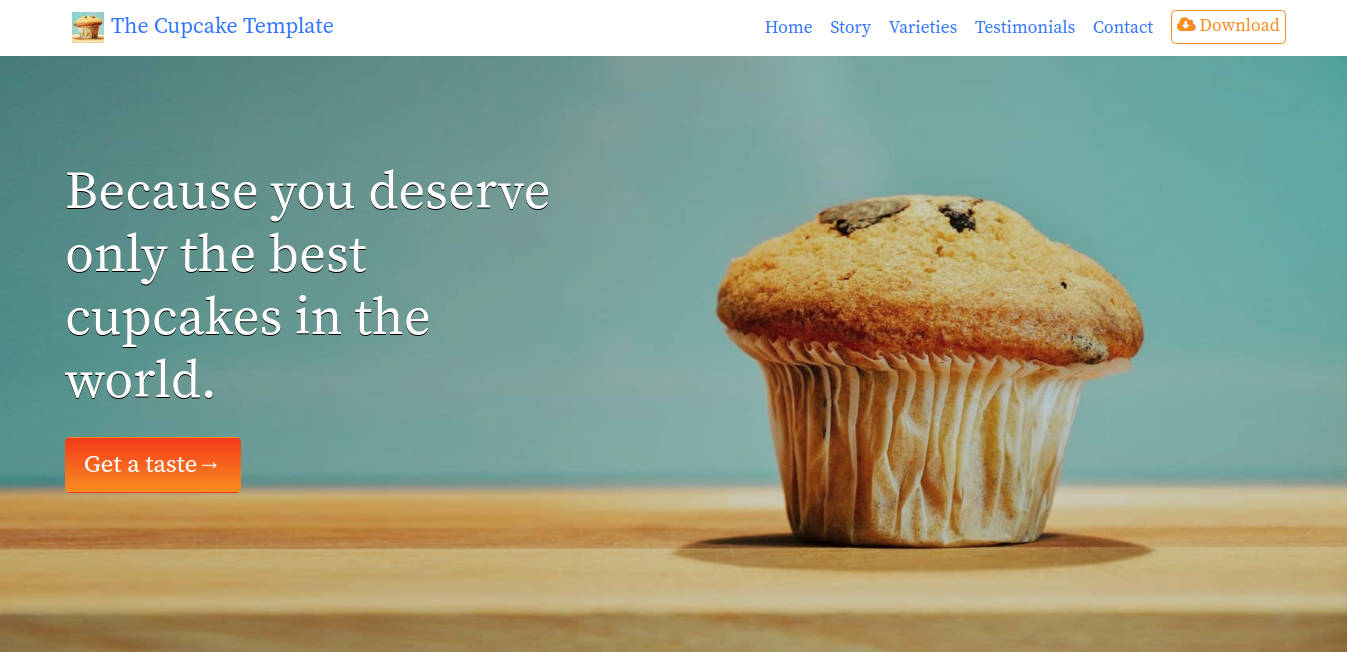 The Cupcake Template
Home Story Varieties Testimonials Contact Download
Because you deserve
only the best
cupcakes in the
world.
Get a taste→